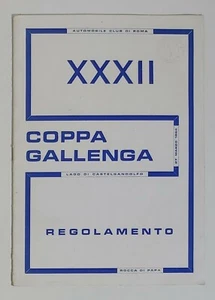 AUTOMOBILE CLUB DI ROMA
XXXII
COPPA
GALLENGA
LAGO DI CASTELGANDOLFO
REGOLAMENTO
ROCCA DI PAPA